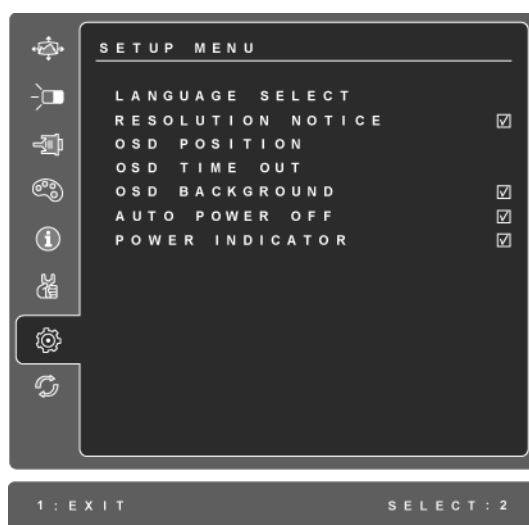 SETUP MENU
LANGUAGE SELECT
RESOLUTION NOTICE
OSD POSITION
OSD TIME OUT
OSD BACKGROUND
AUTO POWER OFF
POWER INDICATOR
1:EXIT SELECT:2